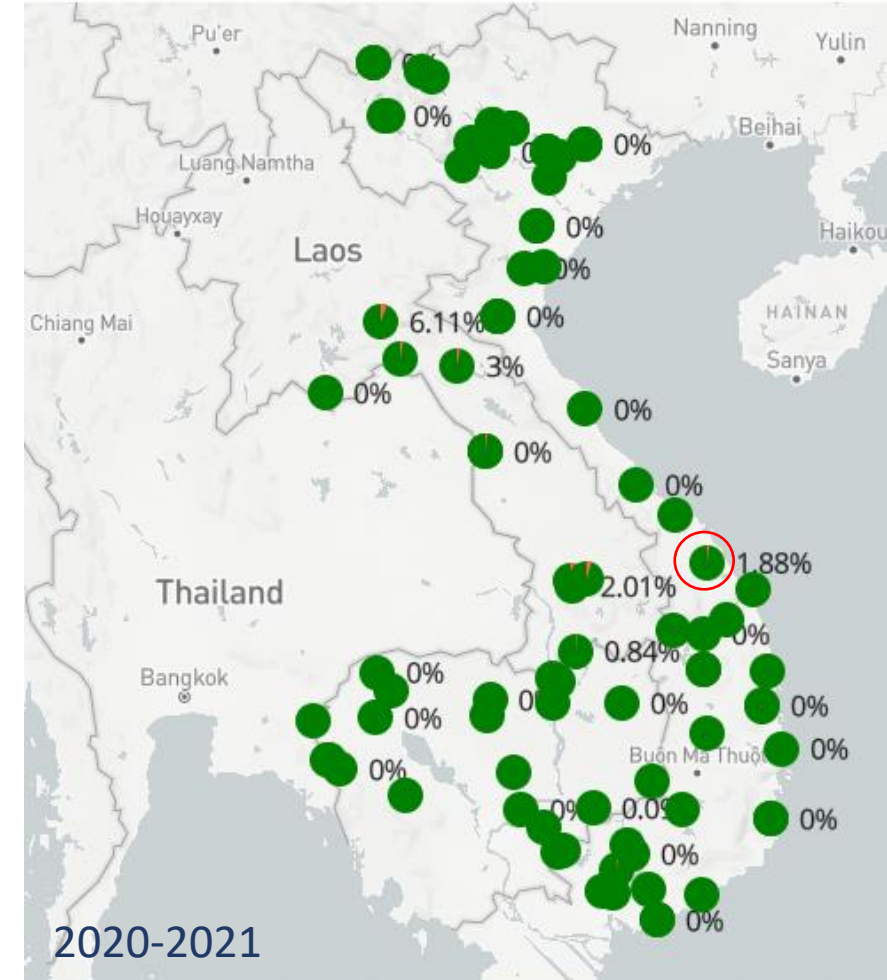 Pu'er
Nanning
Yulin
0%
Beihai
0%
Luang Namtha
Houayxay
0%
Haikou
Laos
0%
HAINAN
Chiang Mai
6.11%
0%
Sanya
3%
0%
0%
0%
0%
1.88%
Thailand
2.01%
0%
0.84%
0%
Bangkok
0%
0%
0%
Buôn Ma Thuột
0%
0%
0%
0%
0%
0%
2020-2021